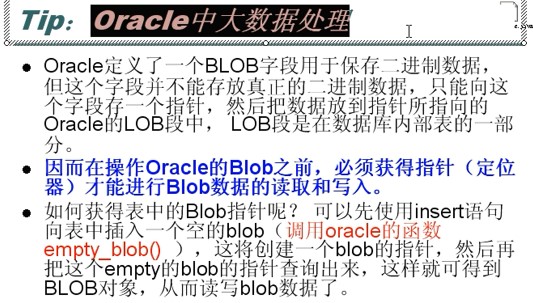 Tip：Oracle中大数据处理
● Oracle定义了一个BLOB字段用于保存二进制数据，
但这个字段并不能存放真正的二进制数据，只能向这
个字段存一个指针，然后把数据放到指针所指向的
Oracle的LOB段中， LOB段是在数据库内部表的一部
分。
● 因而在操作Oracle的Blob之前，必须获得指针（定位
器）才能进行Blob数据的读取和写入。
● 如何获得表中的Blob指针呢？ 可以先使用insert语句
向表中插入一个空的blob（调用oracle的函数
empty_blob() ），这将创建一个blob的指针，然后再
把这个empty的blob的指针查询出来，这样就可得到
BLOB对象，从而读写blob数据了。